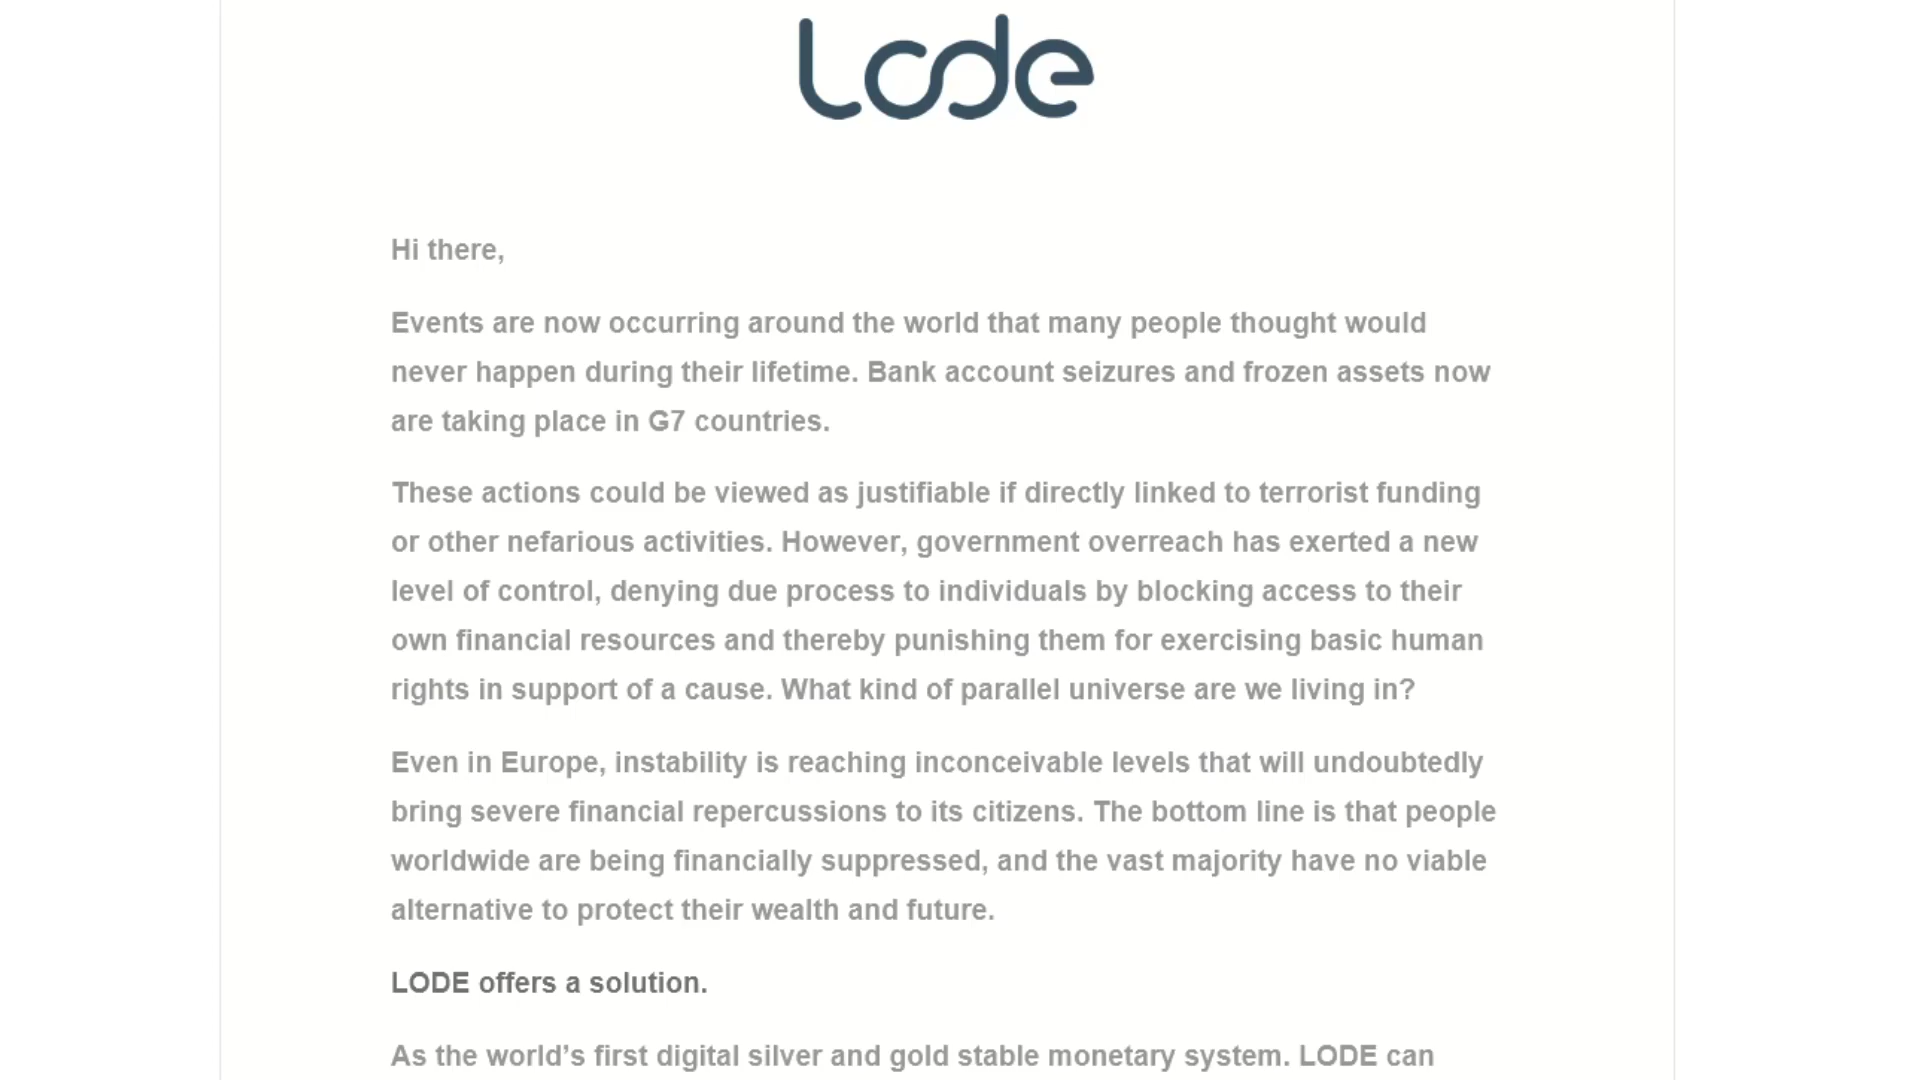 Lode
Hi there,
Events are now occurring around the world that many people thought would
never happen during their lifetime. Bank account seizures and frozen assets now
are taking place in G7 countries.
These actions could be viewed as justifiable if directly linked to terrorist funding
or other nefarious activities. However, government overreach has exerted a new
level of control, denying due process to individuals by blocking access to their
own financial resources and thereby punishing them for exercising basic human
rights in support of a cause. What kind of parallel universe are we living in?
Even in Europe, instability is reaching inconceivable levels that will undoubtedly
bring severe financial repercussions to its citizens. The bottom line is that people
worldwide are being financially suppressed, and the vast majority have no viable
alternative to protect their wealth and future.
LODE offers a solution.
As the world’s first digital silver and gold stable monetary system. LODE can